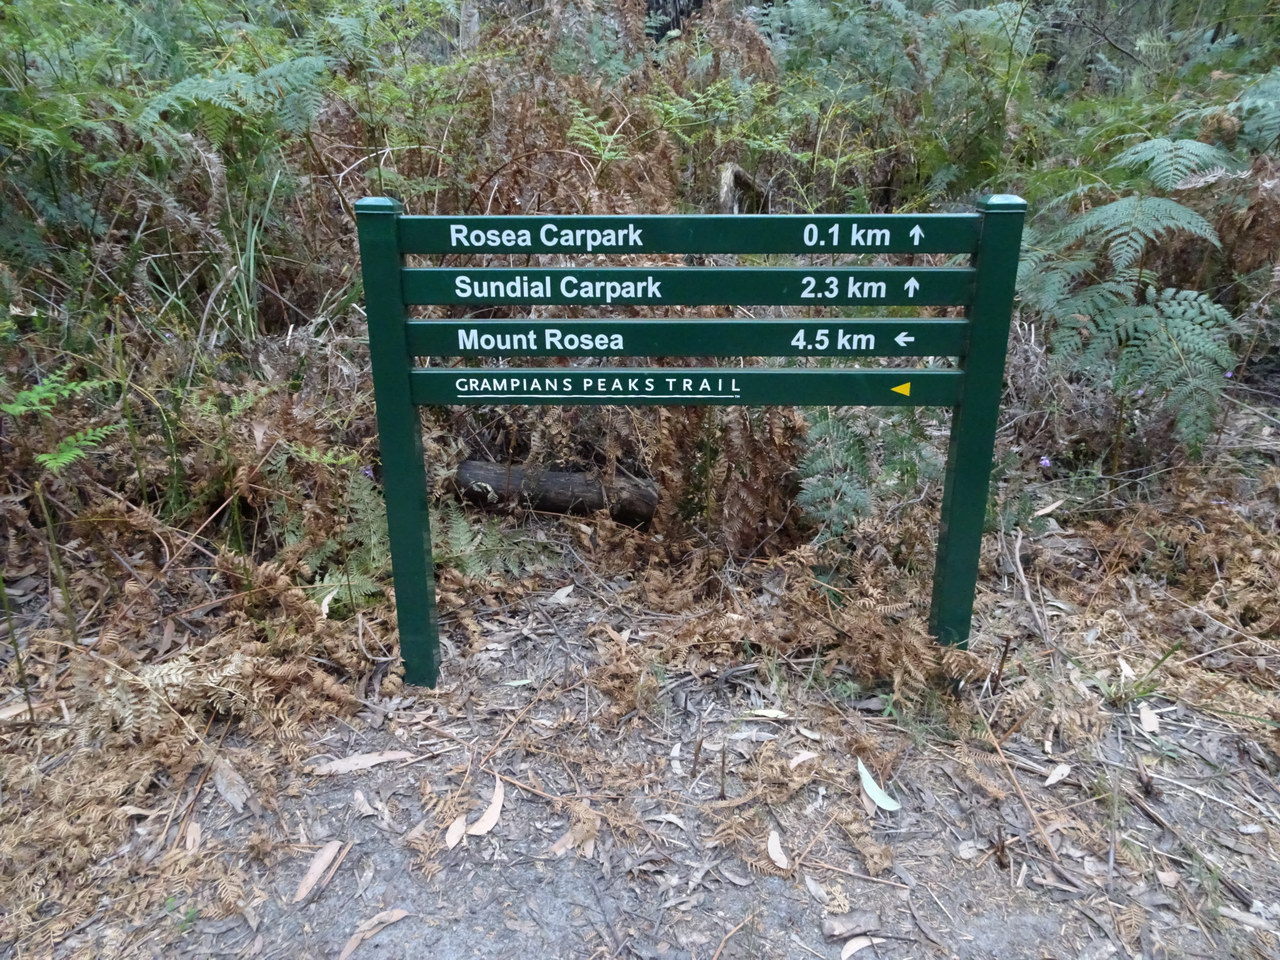 Rosea Carpark 0.1 km ↑
Sundial Carpark 2.3 km ↑
Mount Rosea 4.5 km ←
GRAMPIANS PEAKS TRAIL